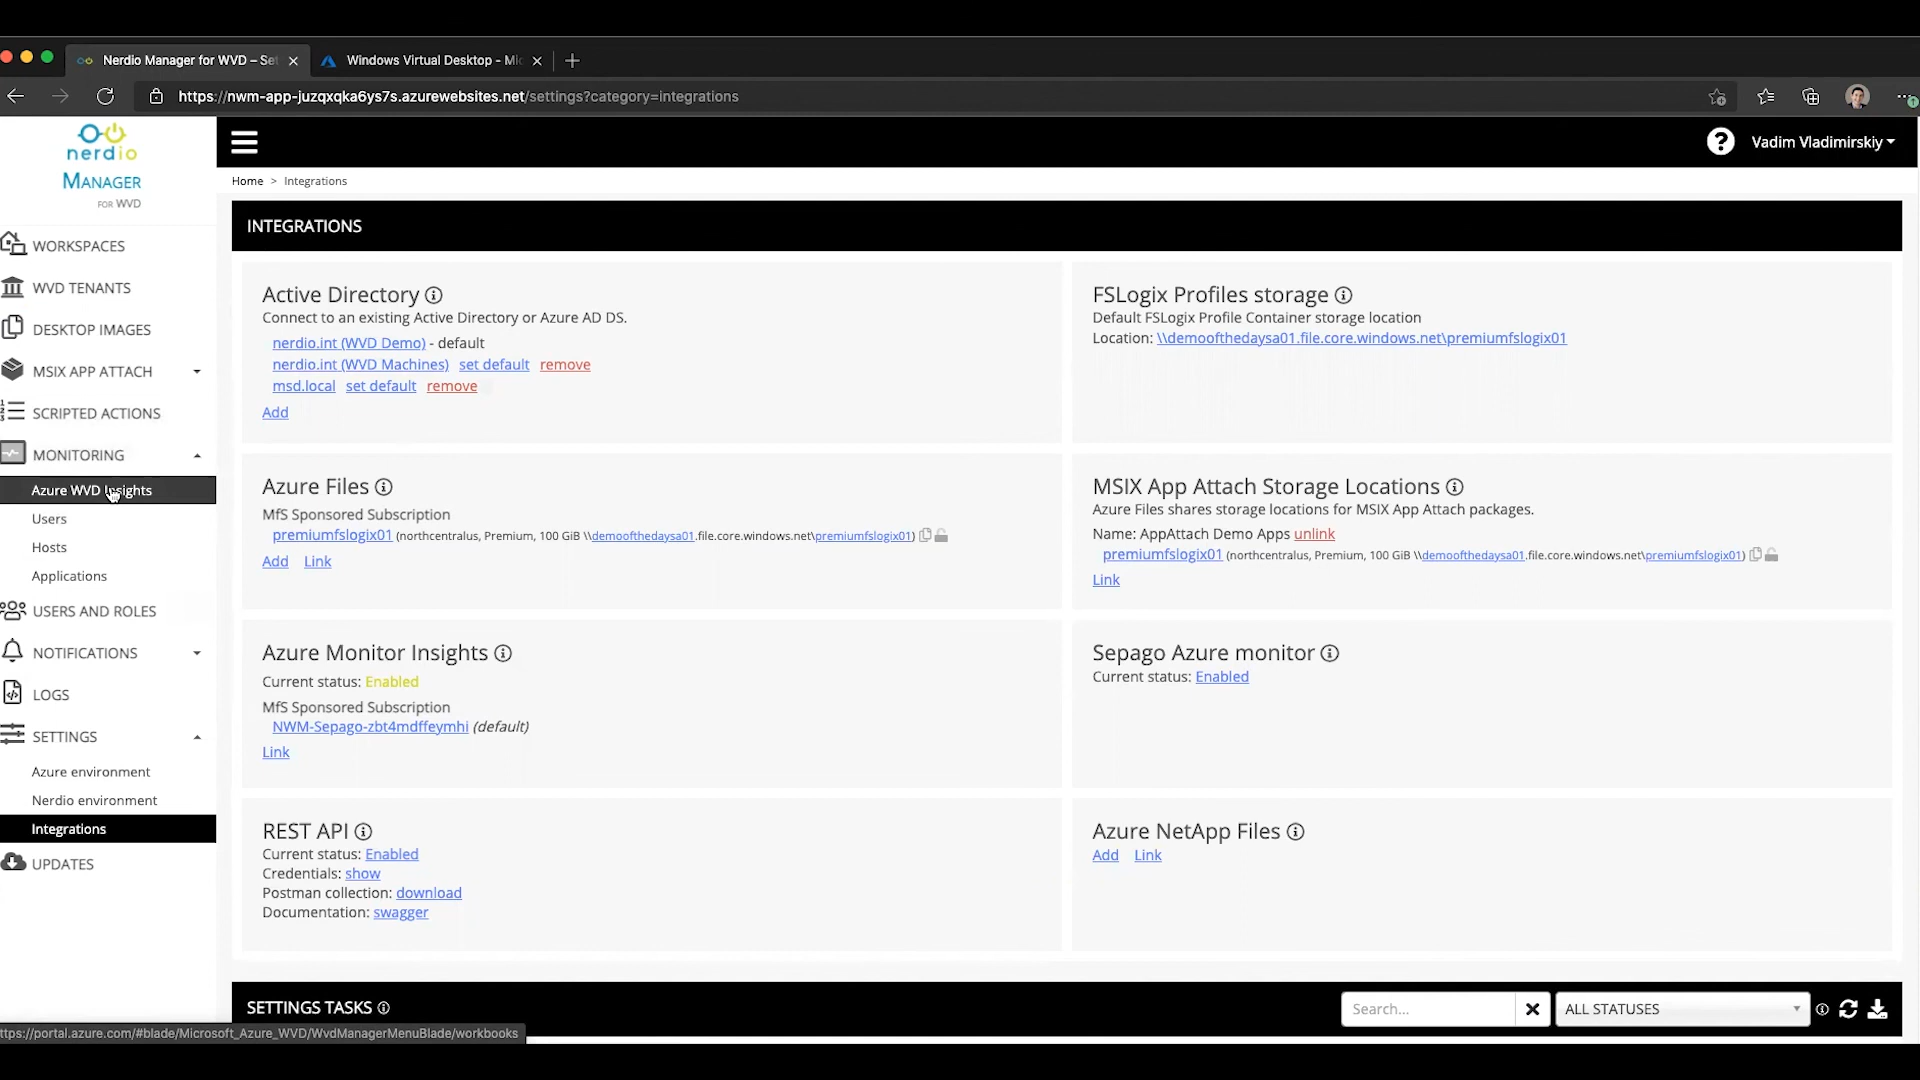 Nerdio Manager for WVD – Set
Windows Virtual Desktop - Mic
https://nwm-app-juzqxqka6ys7s.azurewebsites.net/settings?category=integrations
nerdio
MANAGER
FOR WVD
Vadim Vladimirskiy
Home > Integrations
WORKSPACES
WVD TENANTS
DESKTOP IMAGES
MSIX APP ATTACH
SCRIPTED ACTIONS
MONITORING
Azure WVD Insights
Users
Hosts
Applications
USERS AND ROLES
NOTIFICATIONS
LOGS
SETTINGS
Azure environment
Nerdio environment
Integrations
UPDATES
INTEGRATIONS
Active Directory
Connect to an existing Active Directory or Azure AD DS.
nerdio.int (WVD Demo) - default
nerdio.int (WVD Machines) set default remove
msd.local set default remove
Add
FSLogix Profiles storage
Default FSLogix Profile Container storage location
Location: \\demoofthedaysa01.file.core.windows.net\premiumfslogix01
Azure Files
MfS Sponsored Subscription
premiumfslogix01 (northcentralus, Premium, 100 GiB \\demoofthedaysa01.file.core.windows.net\premiumfslogix01)
Add Link
MSIX App Attach Storage Locations
Azure Files shares storage locations for MSIX App Attach packages.
Name: AppAttach Demo Apps unlink
premiumfslogix01 (northcentralus, Premium, 100 GiB \\demoofthedaysa01.file.core.windows.net\premiumfslogix01)
Link
Azure Monitor Insights
Current status: Enabled
MfS Sponsored Subscription
NWM-Sepago-zbt4mdffeymhi (default)
Link
Sepago Azure monitor
Current status: Enabled
REST API
Current status: Enabled
Credentials: show
Postman collection: download
Documentation: swagger
Azure NetApp Files
Add Link
SETTINGS TASKS
Search...
ALL STATUSES
ttps://portal.azure.com/#blade/Microsoft_Azure_WVD/WvdManagerMenuBlade/workbooks